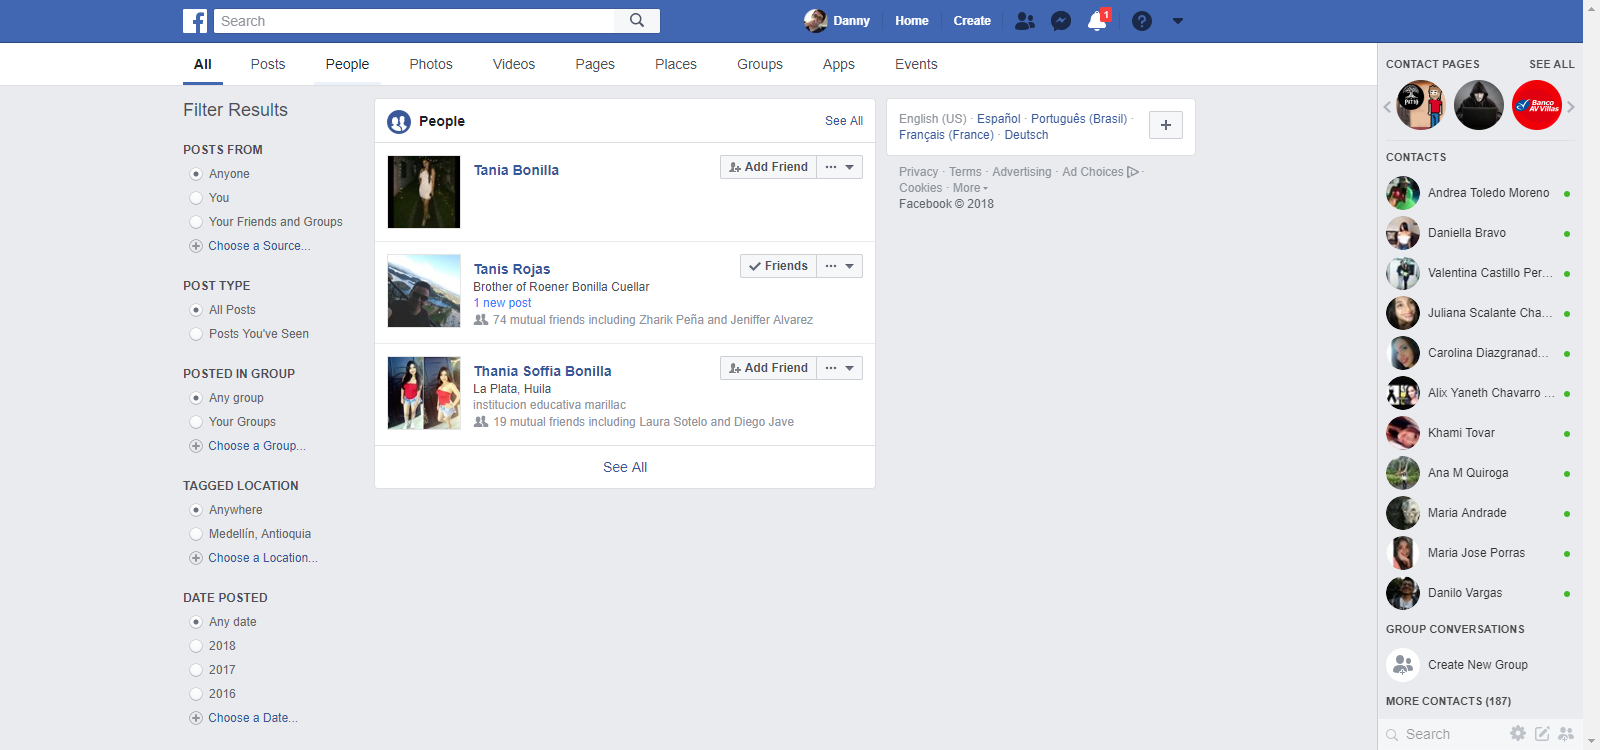 Search
Danny
Home
Create
1
All
Posts
People
Photos
Videos
Pages
Places
Groups
Apps
Events
Filter Results
POSTS FROM
Anyone
You
Your Friends and Groups
Choose a Source...
POST TYPE
All Posts
Posts You've Seen
POSTED IN GROUP
Any group
Your Groups
Choose a Group...
TAGGED LOCATION
Anywhere
Medellín, Antioquia
Choose a Location...
DATE POSTED
Any date
2018
2017
2016
Choose a Date...
People
See All
Tania Bonilla
Add Friend
Tanis Rojas
Friends
Brother of Roener Bonilla Cuellar
1 new post
74 mutual friends including Zharik Peña and Jeniffer Alvarez
Thania Soffia Bonilla
Add Friend
La Plata, Huila
institucion educativa marillac
19 mutual friends including Laura Sotelo and Diego Jave
See All
English (US) · Español · Português (Brasil) ·
Français (France) · Deutsch
Privacy · Terms · Advertising · Ad Choices ·
Cookies · More
Facebook © 2018
CONTACT PAGES
SEE ALL
Banco
AV Villas
CONTACTS
Andrea Toledo Moreno
Daniella Bravo
Valentina Castillo Per...
Juliana Scalante Cha...
Carolina Diazgranad...
Alix Yaneth Chavarro ...
Khami Tovar
Ana M Quiroga
Maria Andrade
Maria Jose Porras
Danilo Vargas
GROUP CONVERSATIONS
Create New Group
MORE CONTACTS (187)
Search